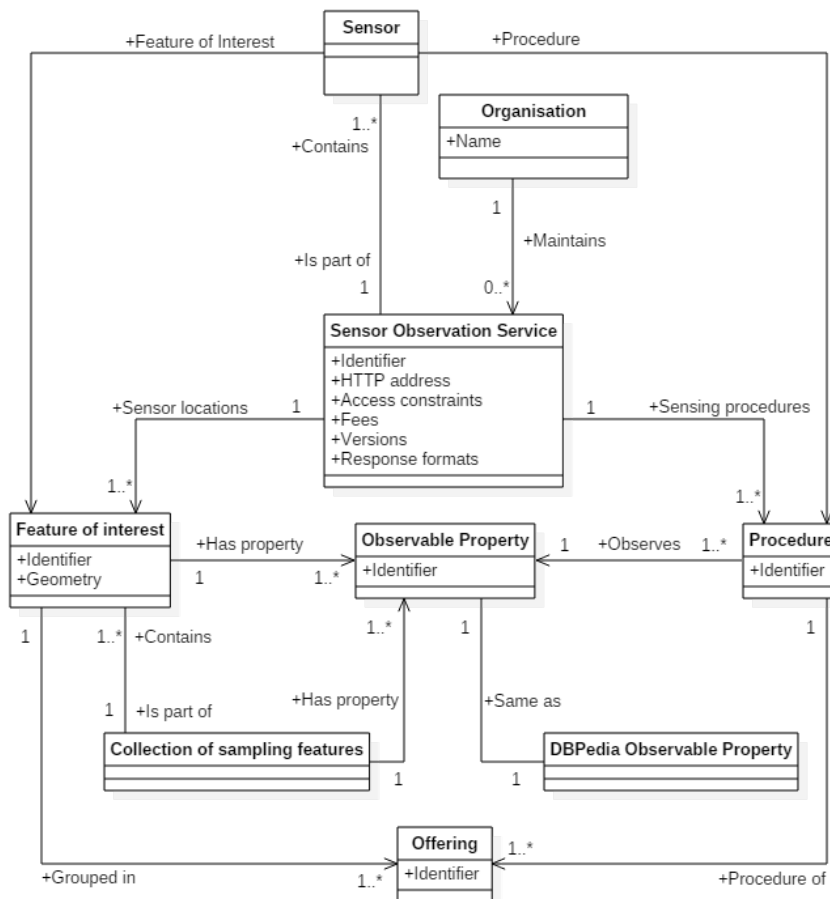 Sensor
+Feature of Interest
+Procedure
Organisation
+Name
1..*
+Contains
1
+Maintains
+Is part of
1
0..*
Sensor Observation Service
+Identifier
+HTTP address
+Access constraints
+Fees
+Versions
+Response formats
+Sensor locations
1
1
+Sensing procedures
1..*
1..*
Feature of interest
+Identifier
+Geometry
+Has property
1
1..*
Observable Property
+Identifier
1
+Observes
1..*
Procedure
+Identifier
1
1..*
+Contains
1..*
1
1
+Has property
+Same as
1
+Is part of
Collection of sampling features
1
1
DBPedia Observable Property
Offering
+Identifier
1..*
+Grouped in
1..*
+Procedure of